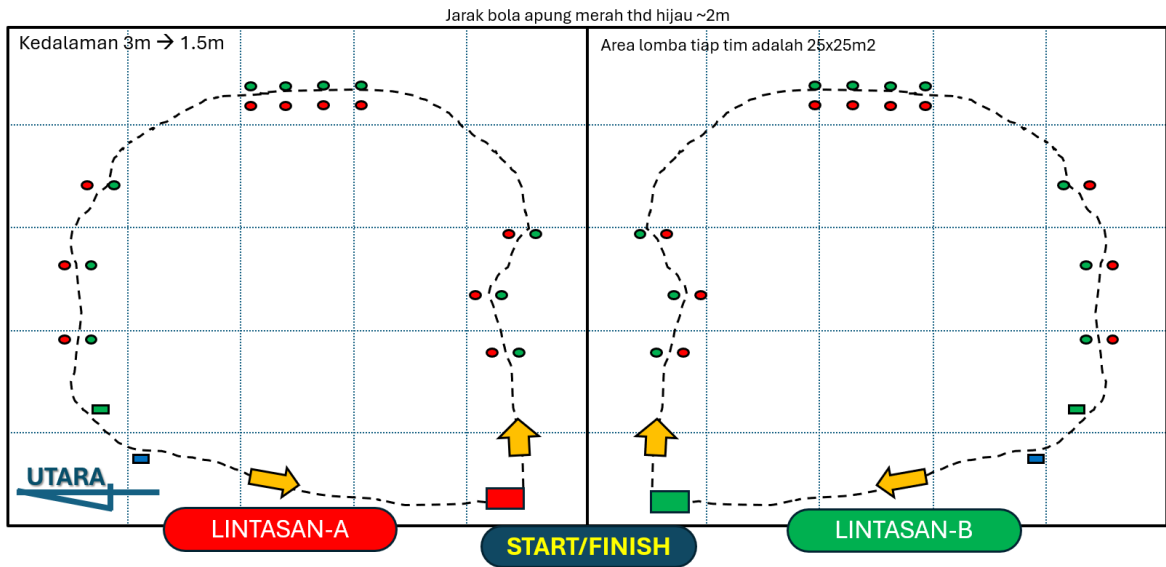 Jarak bola apung merah thd hijau ~2m
Kedalaman 3m → 1.5m
Area lomba tiap tim adalah 25x25m2
UTARA
LINTASAN-A
START/FINISH
LINTASAN-B